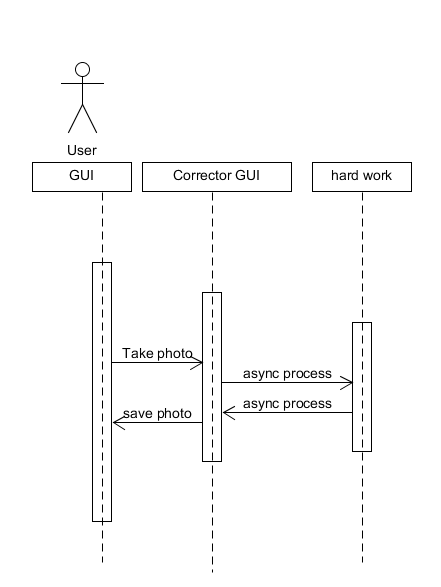 User
GUI
Corrector GUI
hard work
Take photo
async process
async process
save photo